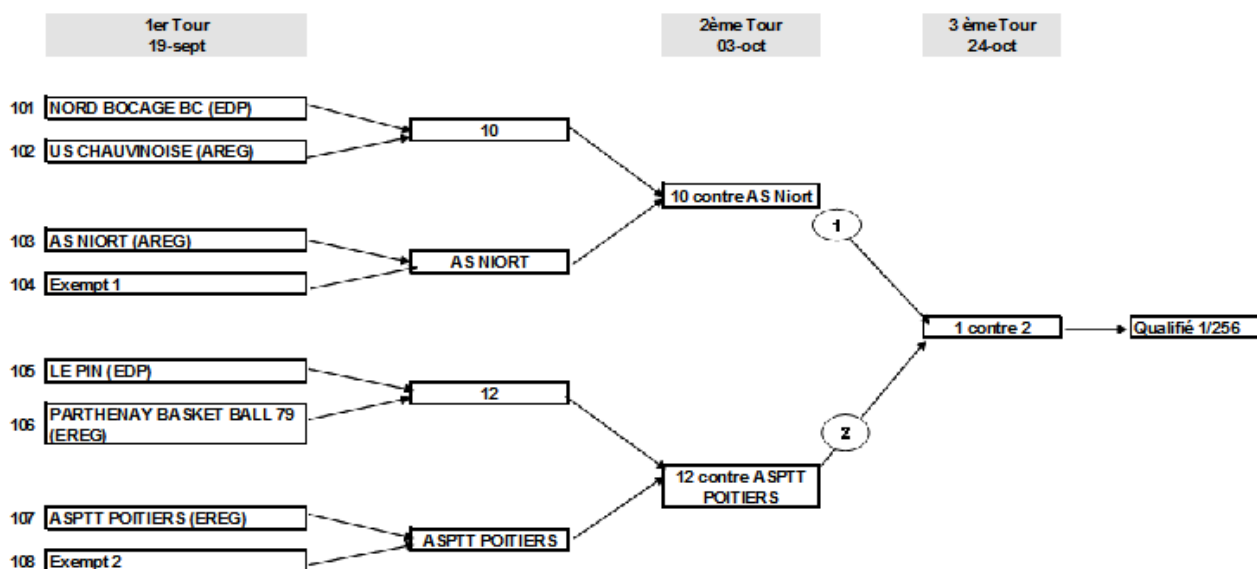 1er Tour
19-sept
2ème Tour
03-oct
3 ème Tour
24-oct
101 NORD BOCAGE BC (EDP)
10
102 US CHAUVINOISE (AREG)
10 contre AS Niort
1
103 AS NIORT (AREG)
AS NIORT
104 Exempt 1
1 contre 2
Qualifié 1/256
105 LE PIN (EDP)
12
106 PARTHENAY BASKET BALL 79
(EREG)
2
12 contre ASPTT
POITIERS
107 ASPTT POITIERS (EREG)
ASPTT POITIERS
108 Exempt 2